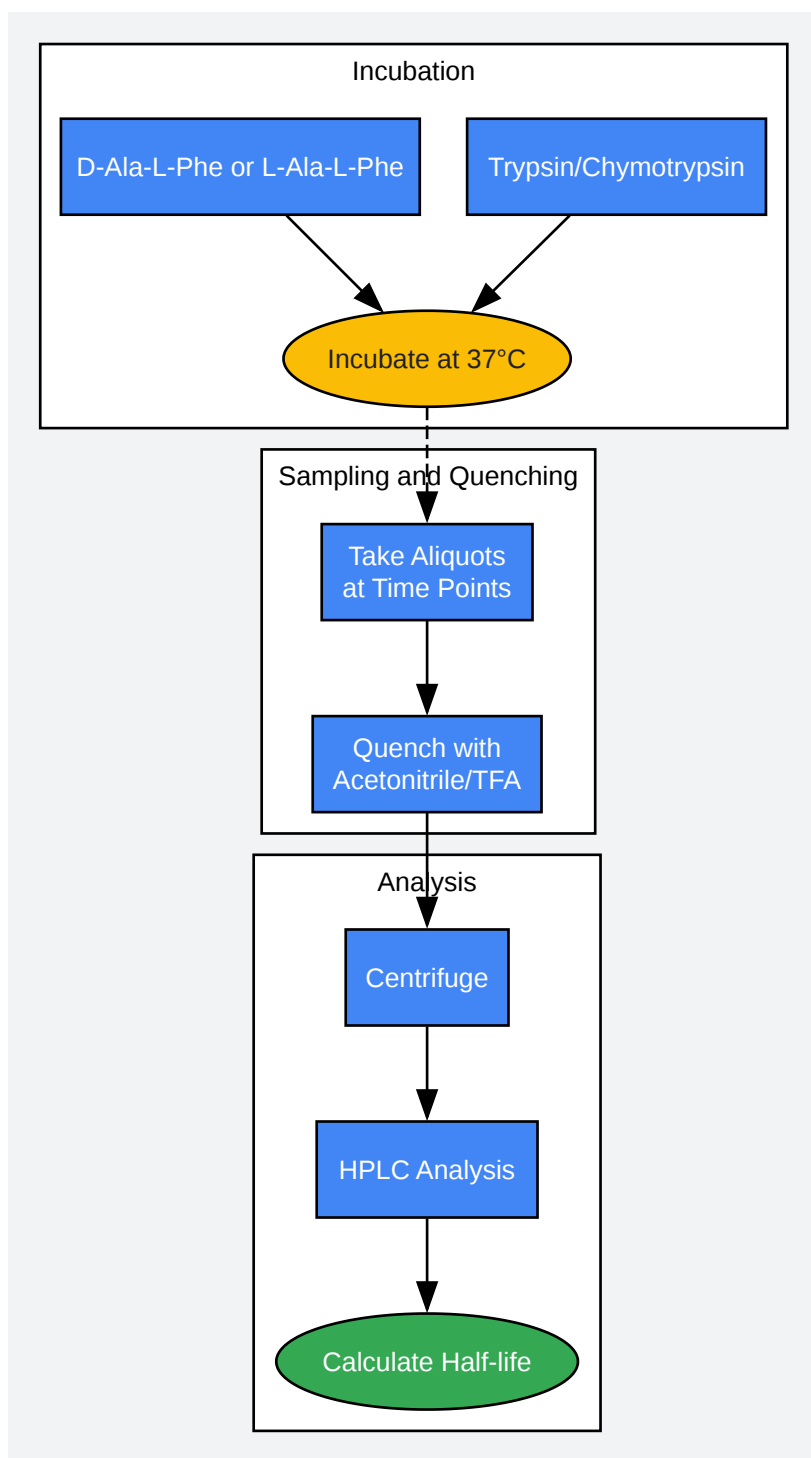 Incubation
D-Ala-L-Phe or L-Ala-L-Phe
Trypsin/Chymotrypsin
Incubate at 37°C
Sampling and Quenching
Take Aliquots
at Time Points
Quench with
Acetonitrile/TFA
Analysis
Centrifuge
HPLC Analysis
Calculate Half-life